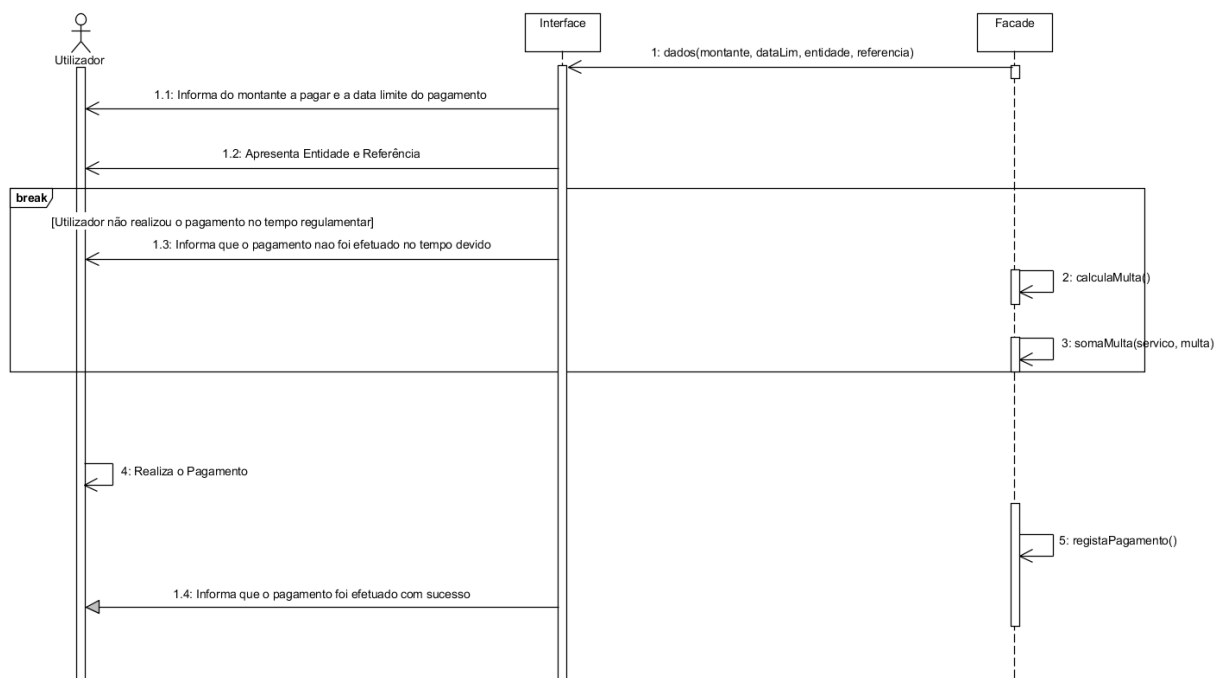 Utilizador
Interface
Facade
1: dados(montante, dataLim, entidade, referencia)
1.1: Informa do montante a pagar e a data limite do pagamento
1.2: Apresenta Entidade e Referência
break
[Utilizador não realizou o pagamento no tempo regulamentar]
1.3: Informa que o pagamento nao foi efetuado no tempo devido
2: calculaMulta()
3: somaMulta(servico, multa)
4: Realiza o Pagamento
5: registaPagamento()
1.4: Informa que o pagamento foi efetuado com sucesso